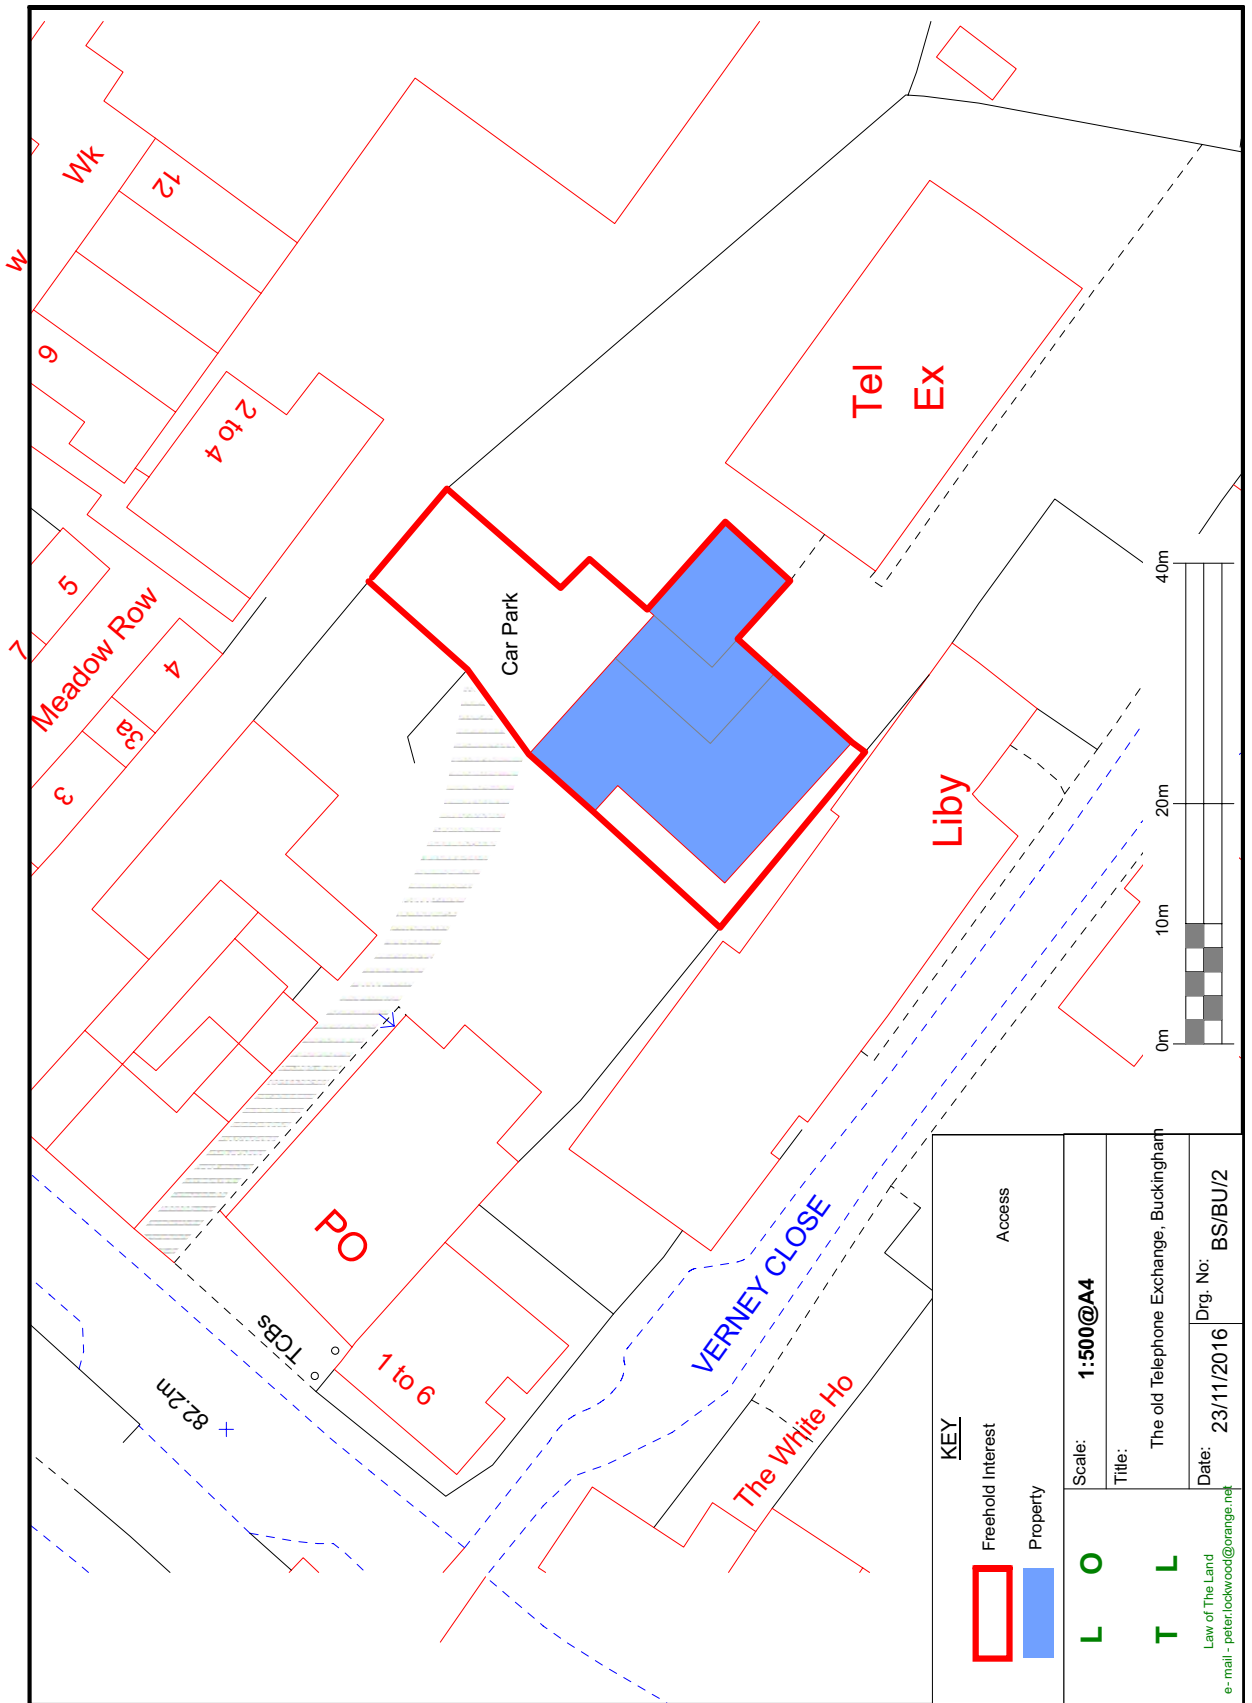 w
Wk
12
9
2 to 4
7
5
Meadow Row
4
3a
3
Car Park
Tel
Ex
Liby
PO
TCBs
1 to 6
82.2m
VERNEY CLOSE
The White Ho
0m
10m
20m
40m
KEY
Freehold Interest
Access
Property
L O
T L
Law of The Land
e- mail - peter.lockwood@orange.net
Scale:
1:500@A4
Title:
The old Telephone Exchange, Buckingham
Date:
23/11/2016
Drg. No:
BS/BU/2